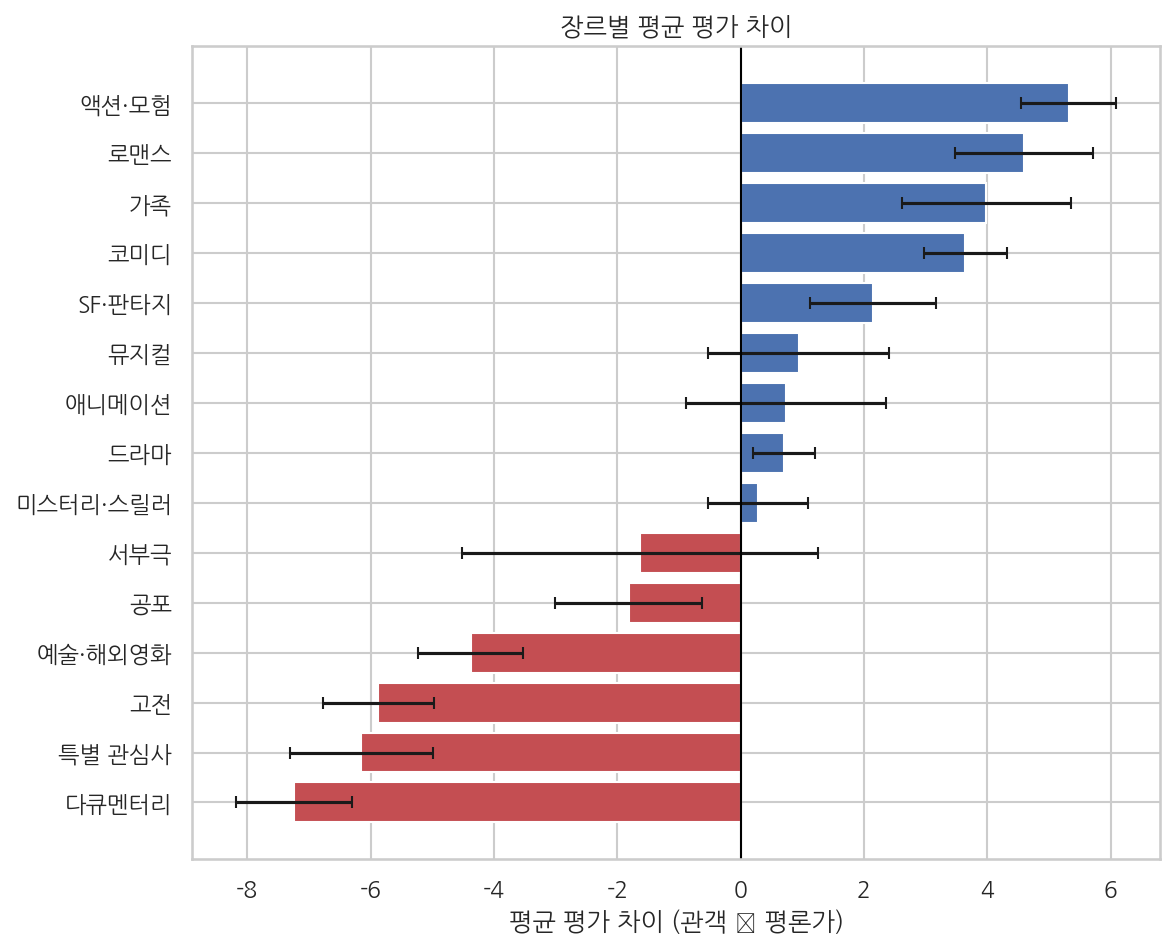 장르별 평균 평가 차이
액션·모험
로맨스
가족
코미디
SF·판타지
뮤지컬
애니메이션
드라마
미스터리·스릴러
서부극
공포
예술·해외영화
고전
특별 관심사
다큐멘터리
-8 -6 -4 -2 0 2 4 6
평균 평가 차이 (관객 평론가)